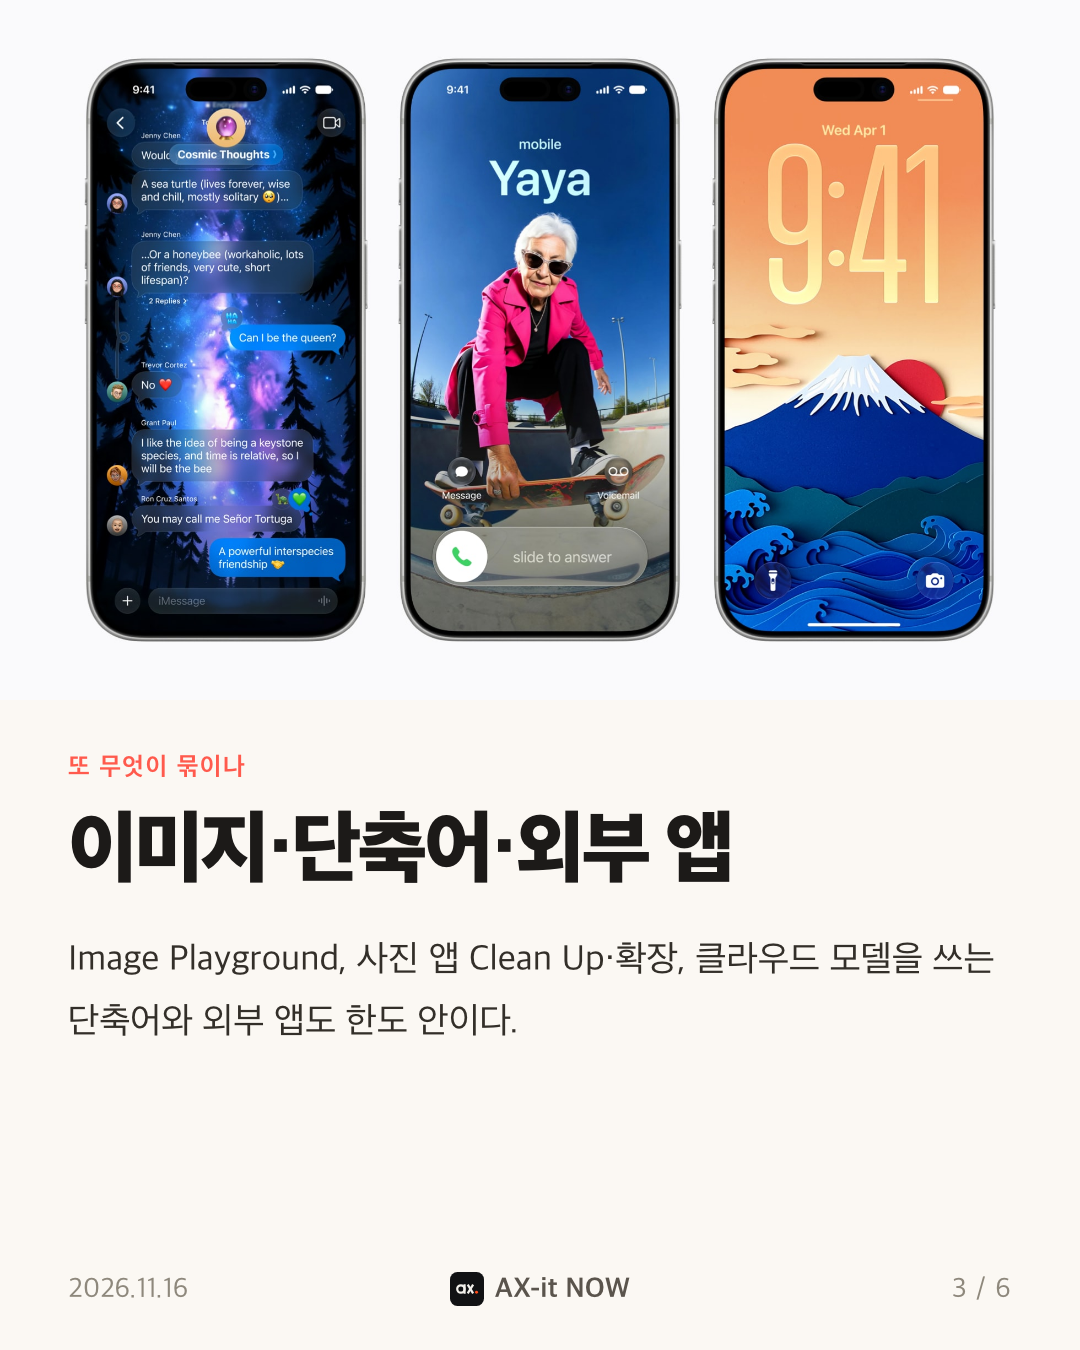 9:41
Jenny Chen
Cosmic Thoughts
A sea turtle (lives forever, wise
and chill, mostly solitary 🥺)...
Jenny Chen
...Or a honeybee (workaholic, lots
of friends, very cute, short
lifespan)?
2 Replies
Can I be the queen?
Trevor Cortez
No ❤️
Grant Paul
I like the idea of being a keystone
species, and time is relative, so I
will be the bee
Ron Cruz Santos
You may call me Señor Tortuga
A powerful interspecies
friendship 🤝
iMessage
9:41
mobile
Yaya
Message
Voicemail
slide to answer
Wed Apr 1
9:41
또 무엇이 묶이나
이미지·단축어·외부 앱
Image Playground, 사진 앱 Clean Up·확장, 클라우드 모델을 쓰는
단축어와 외부 앱도 한도 안이다.
2026.11.16
ax.
AX-it NOW
3 / 6